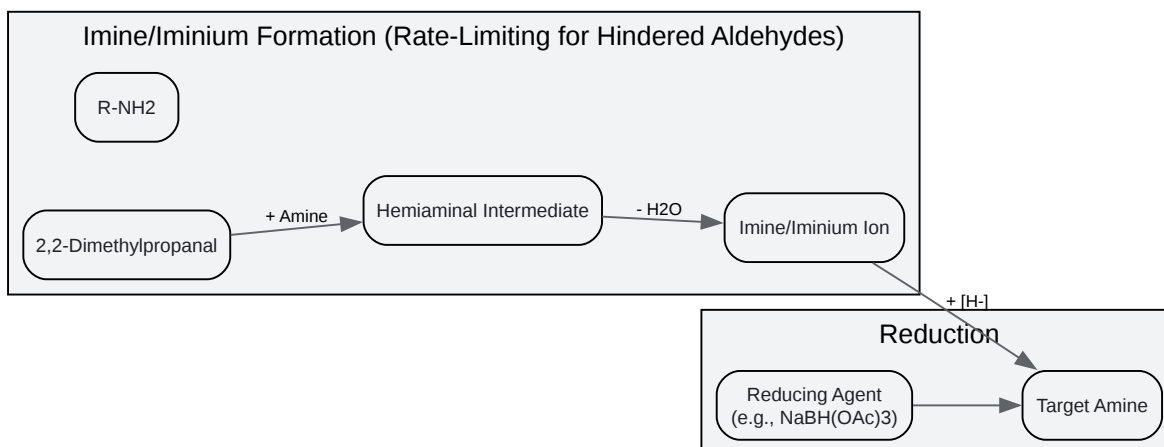 Imine/Iminium Formation (Rate-Limiting for Hindered Aldehydes)
R-NH2
2,2-Dimethylpropanal
+ Amine
Hemiaminal Intermediate
- H2O
Imine/Iminium Ion
+ [H-]
Reduction
Reducing Agent
(e.g., NaBH(OAc)3)
Target Amine